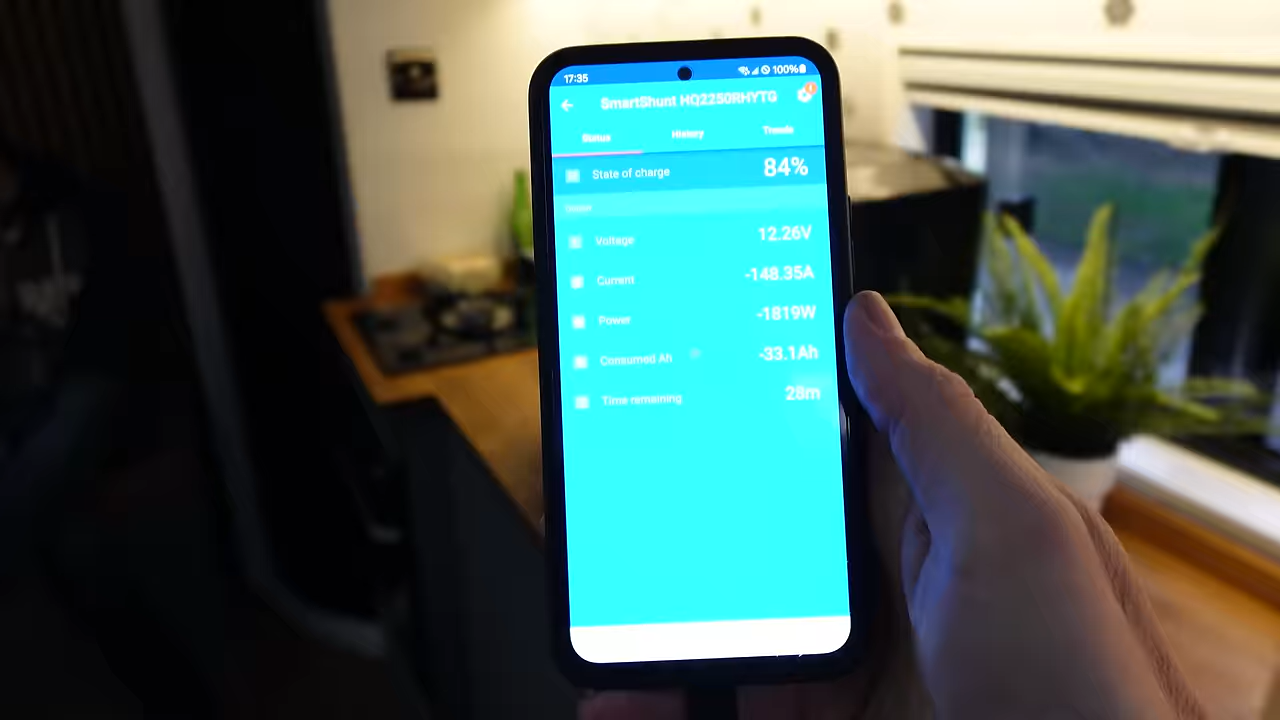 17:35 100%
SmartShunt HQ2250RHYTG
Status History Trends
State of charge 84%
Voltage 12.26V
Current -148.35A
Power -1819W
Consumed Ah -33.1Ah
Time remaining 28m